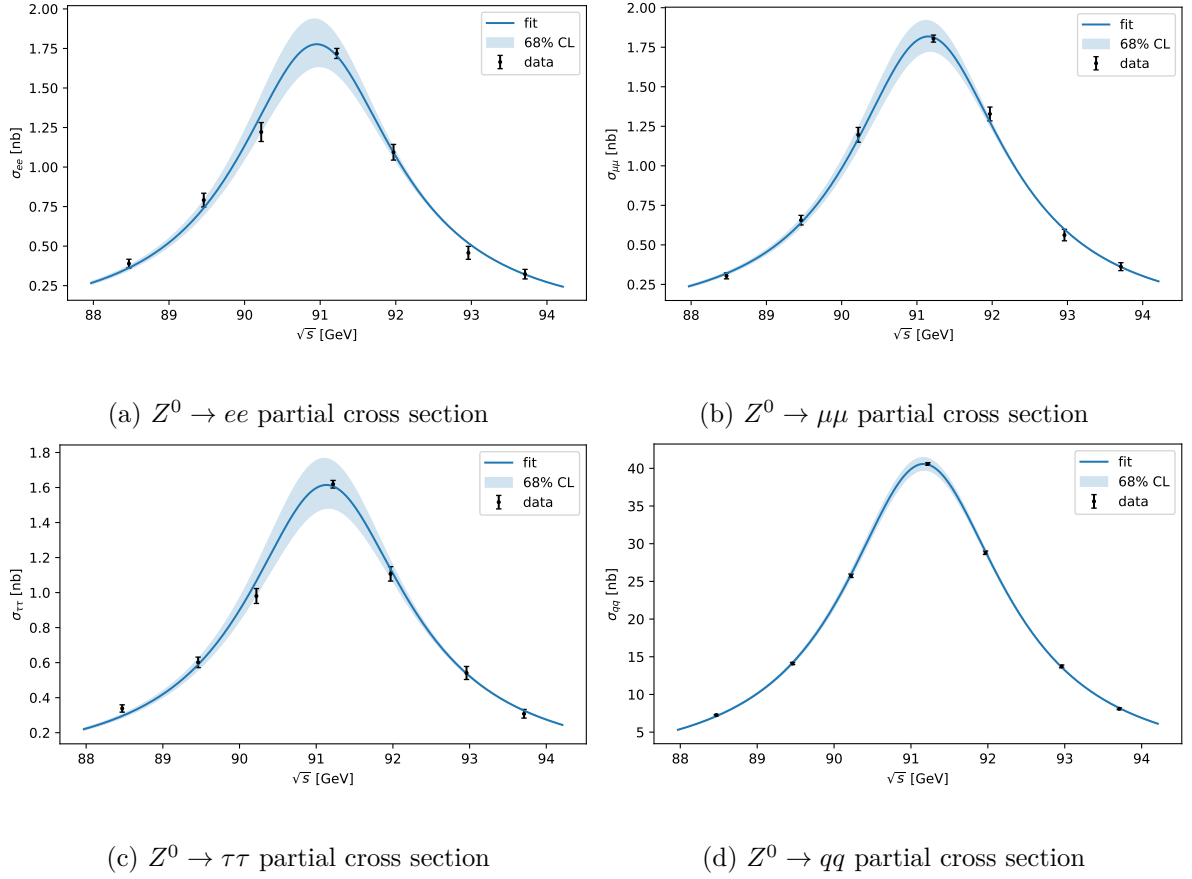 2.00
1.75
1.50
1.25
1.00
0.75
0.50
0.25
σ_ee [nb]
88 89 90 91 92 93 94
√s [GeV]
fit
68% CL
data
(a) Z⁰ → ee partial cross section
2.00
1.75
1.50
1.25
1.00
0.75
0.50
0.25
σ_μμ [nb]
88 89 90 91 92 93 94
√s [GeV]
fit
68% CL
data
(b) Z⁰ → μμ partial cross section
1.8
1.6
1.4
1.2
1.0
0.8
0.6
0.4
0.2
σ_ττ [nb]
88 89 90 91 92 93 94
√s [GeV]
fit
68% CL
data
(c) Z⁰ → ττ partial cross section
40
35
30
25
20
15
10
5
σ_qq [nb]
88 89 90 91 92 93 94
√s [GeV]
fit
68% CL
data
(d) Z⁰ → qq partial cross section